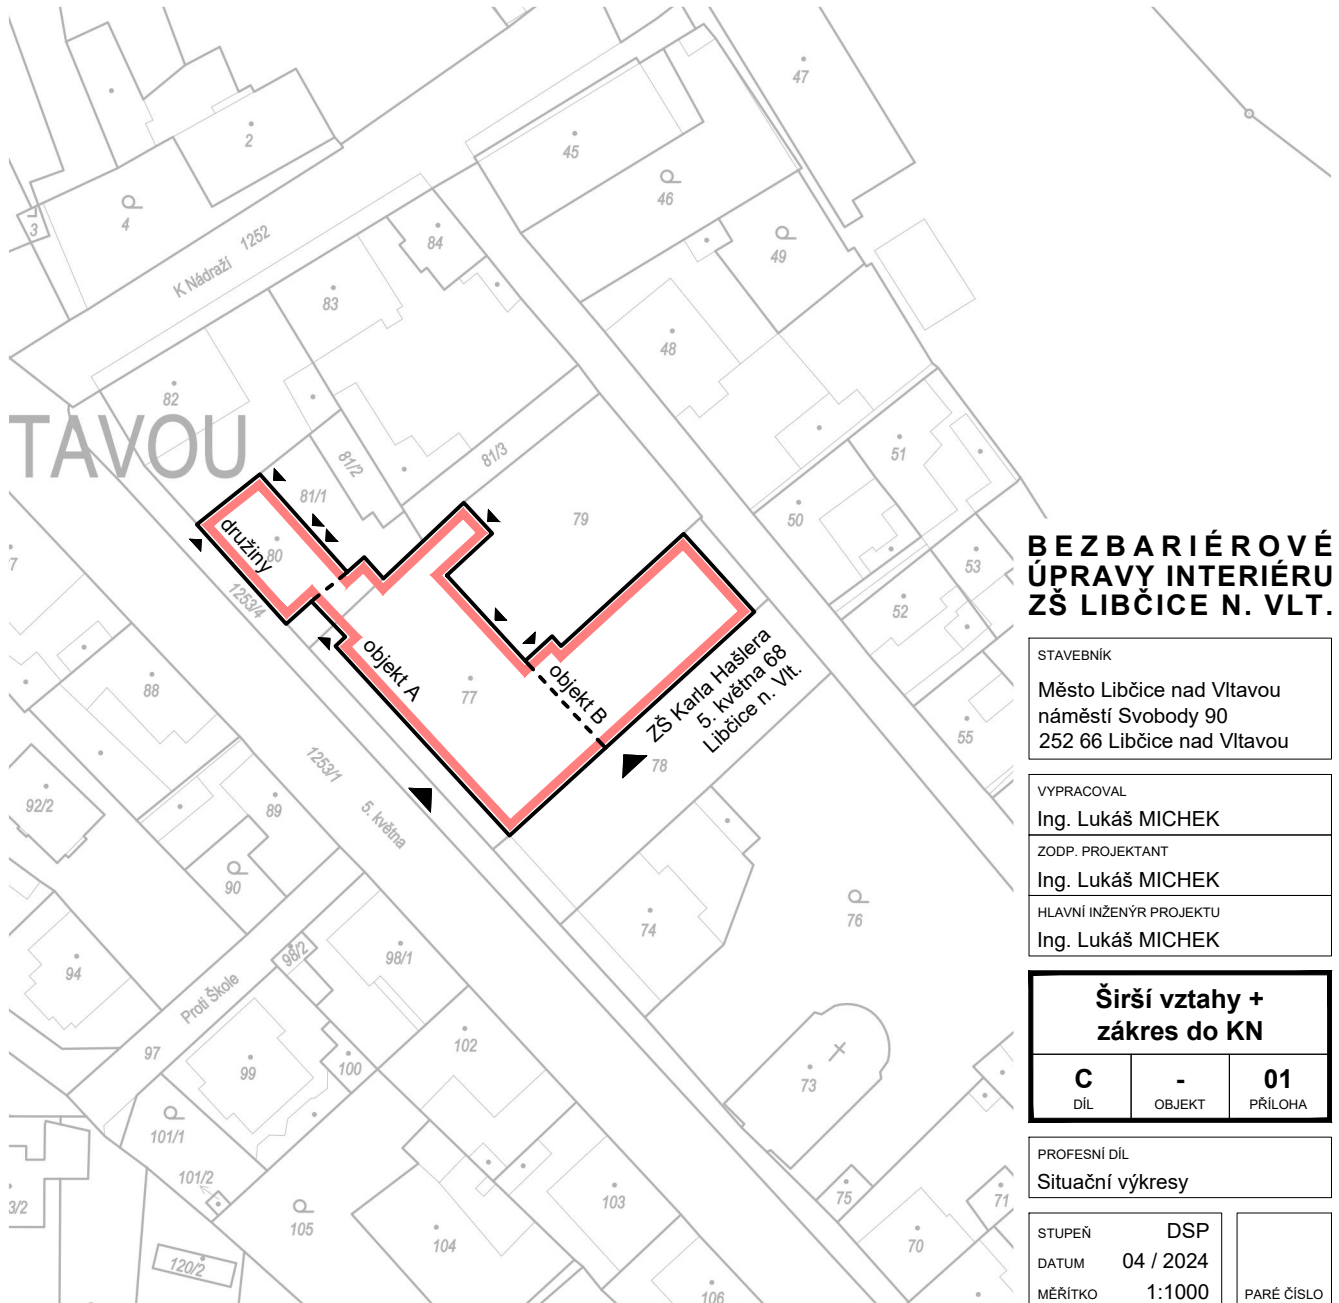 47
2
45
46
4
3
1252
K Nádraží
84
49
83
48
82
TAVOU
81/2
81/3
51
81/1
79
50
družiny
80
53
7
1253/4
52
objekt A
77
objekt B
ZŠ Karla Hašlera
5. května 68
Libčice n. Vlt.
78
88
55
1253/1
5. května
92/2
89
90
76
74
94
98/2
98/1
Proti Škole
97
99
100
102
73
101/1
101/2
103
75
71
3/2
105
104
70
120/2
106
BEZBARIÉROVÉ
ÚPRAVY INTERIÉRU
ZŠ LIBČICE N. VLT.
STAVEBNÍK
Město Libčice nad Vltavou
náměstí Svobody 90
252 66 Libčice nad Vltavou
VYPRACOVAL
Ing. Lukáš MICHEK
ZODP. PROJEKTANT
Ing. Lukáš MICHEK
HLAVNÍ INŽENÝR PROJEKTU
Ing. Lukáš MICHEK
Širší vztahy +
zákres do KN
C - 01
DÍL OBJEKT PŘÍLOHA
PROFESNÍ DÍL
Situační výkresy
STUPEŇ DSP
DATUM 04 / 2024
MĚŘÍTKO 1:1000
PARÉ ČÍSLO